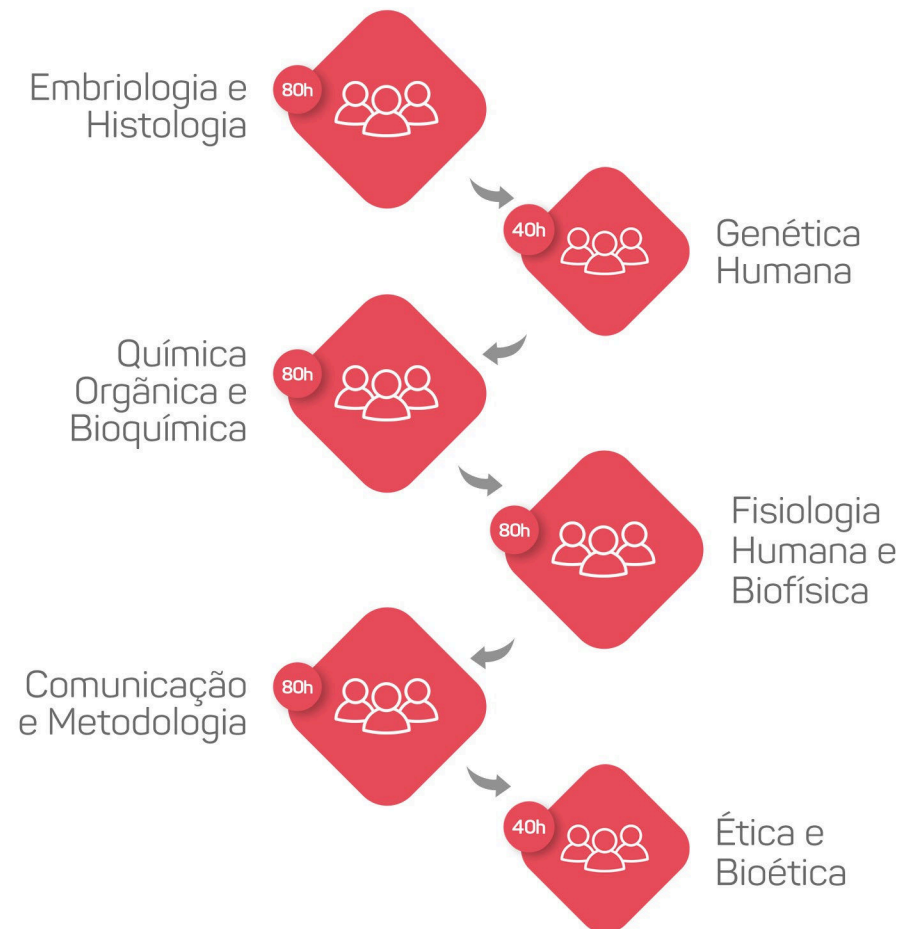 Embriologia e
Histologia
80h
40h
Genética
Humana
Química
Orgãnica e
Bioquímica
80h
80h
Fisiologia
Humana e
Biofísica
Comunicação
e Metodologia
80h
40h
Ética e
Bioética